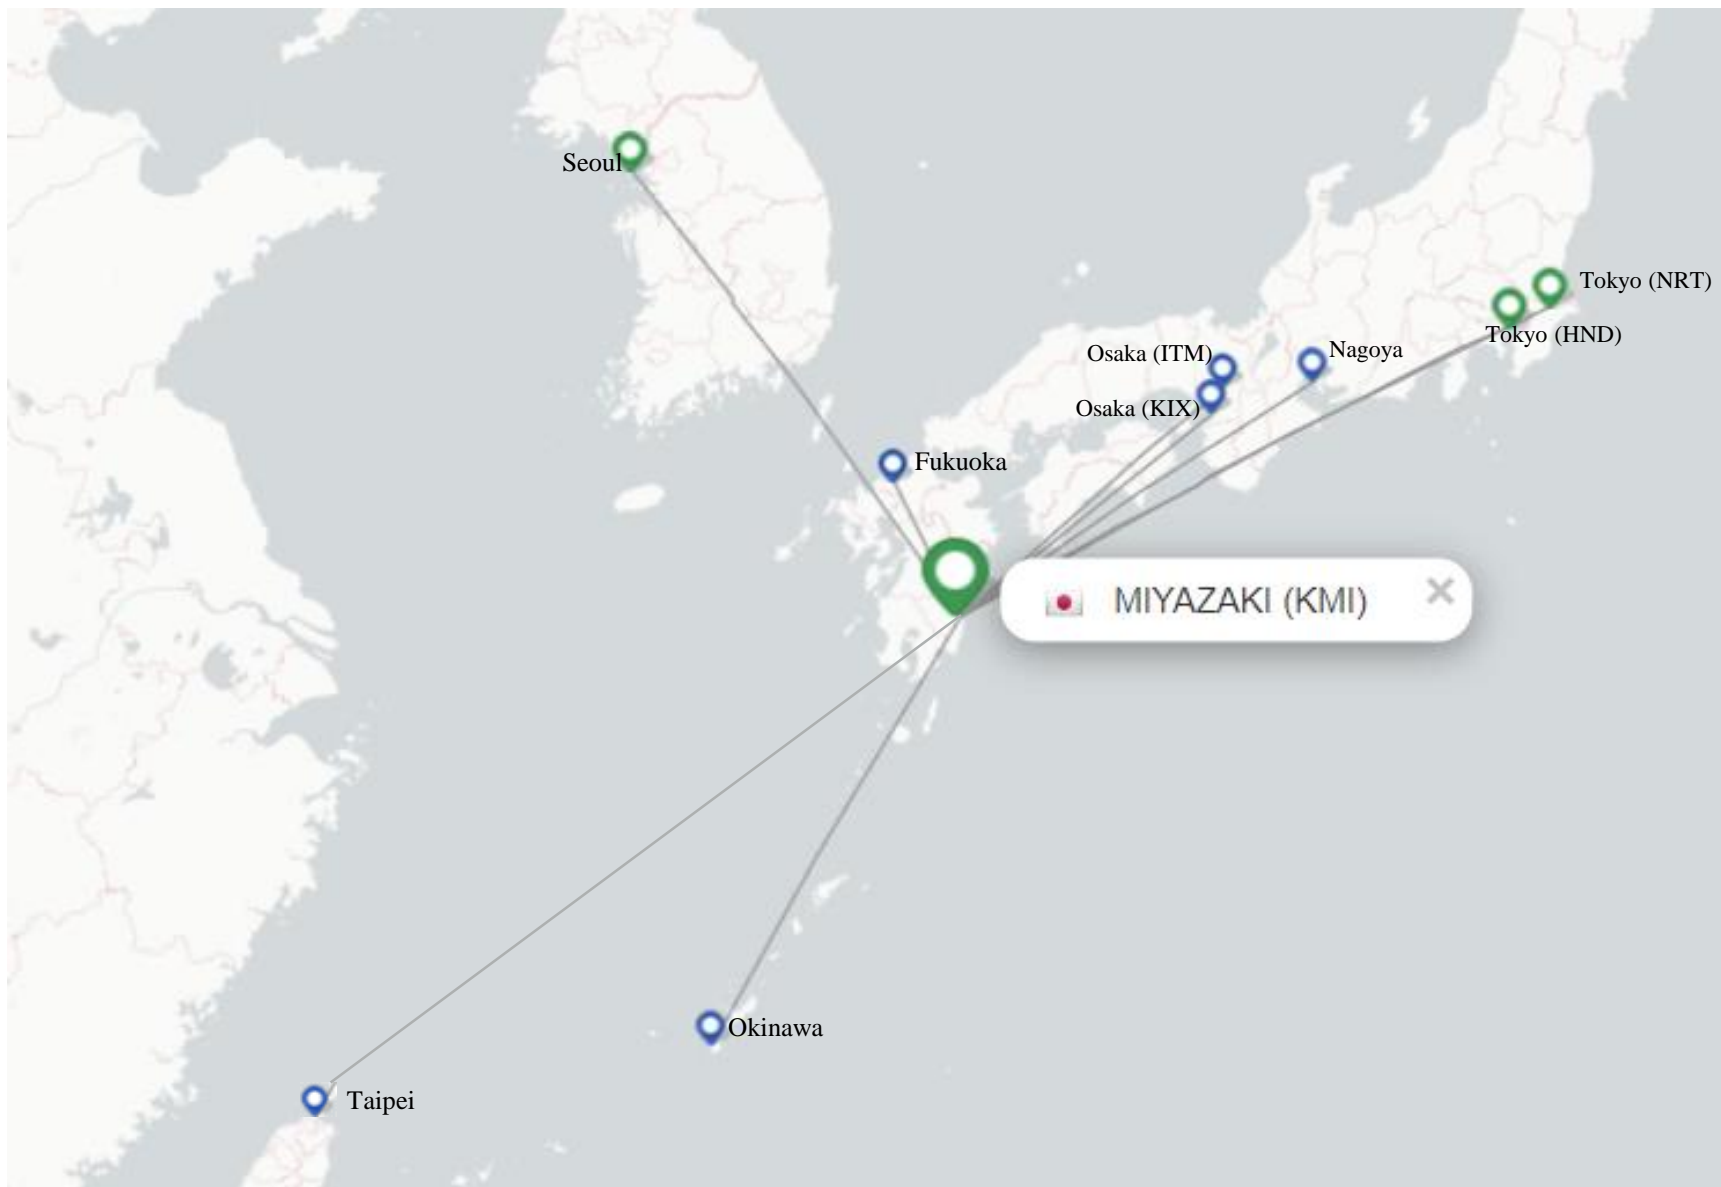 Seoul
Tokyo (NRT)
Tokyo (HND)
Osaka (ITM)
Nagoya
Osaka (KIX)
Fukuoka
MIYAZAKI (KMI)
×
Okinawa
Taipei